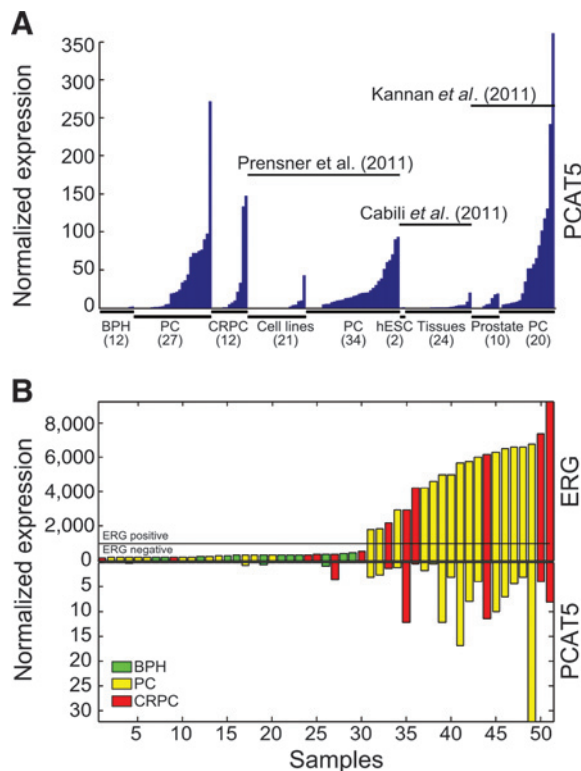 A
Normalized expression
350
300
250
200
150
100
50
0
Kannan et al. (2011)
Prensner et al. (2011)
Cabili et al. (2011)
PCAT5
BPH PC CRPC Cell lines PC hESC Tissues Prostate PC
(12) (27) (12) (21) (34) (2) (24) (10) (20)
B
Normalized expression
8,000
6,000
4,000
2,000
0
5
10
15
20
25
30
ERG positive
ERG negative
ERG
PCAT5
BPH
PC
CRPC
5 10 15 20 25 30 35 40 45 50
Samples